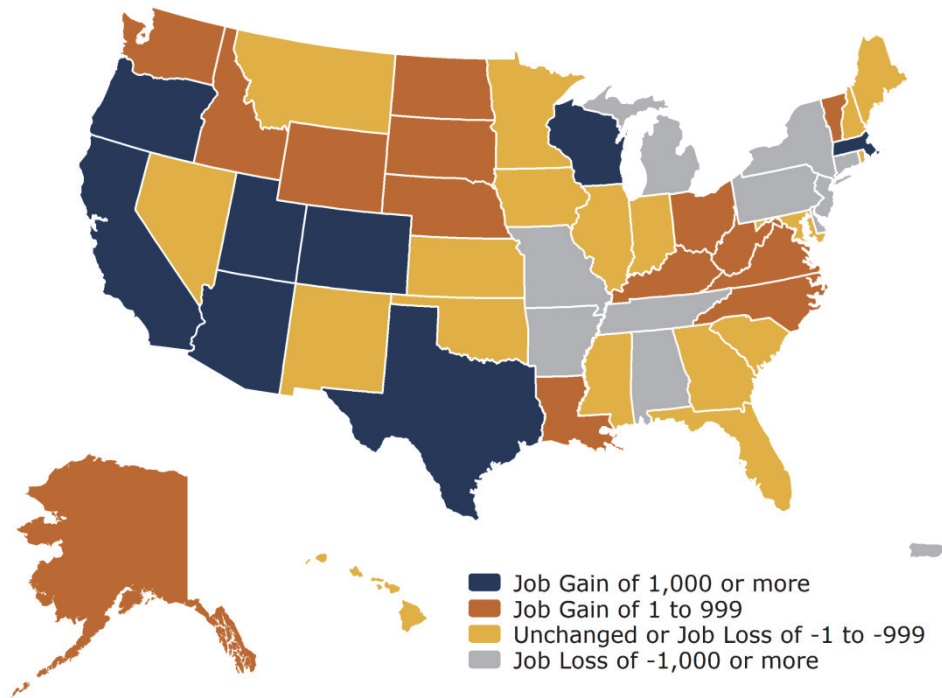 Job Gain of 1,000 or more
Job Gain of 1 to 999
Unchanged or Job Loss of -1 to -999
Job Loss of -1,000 or more